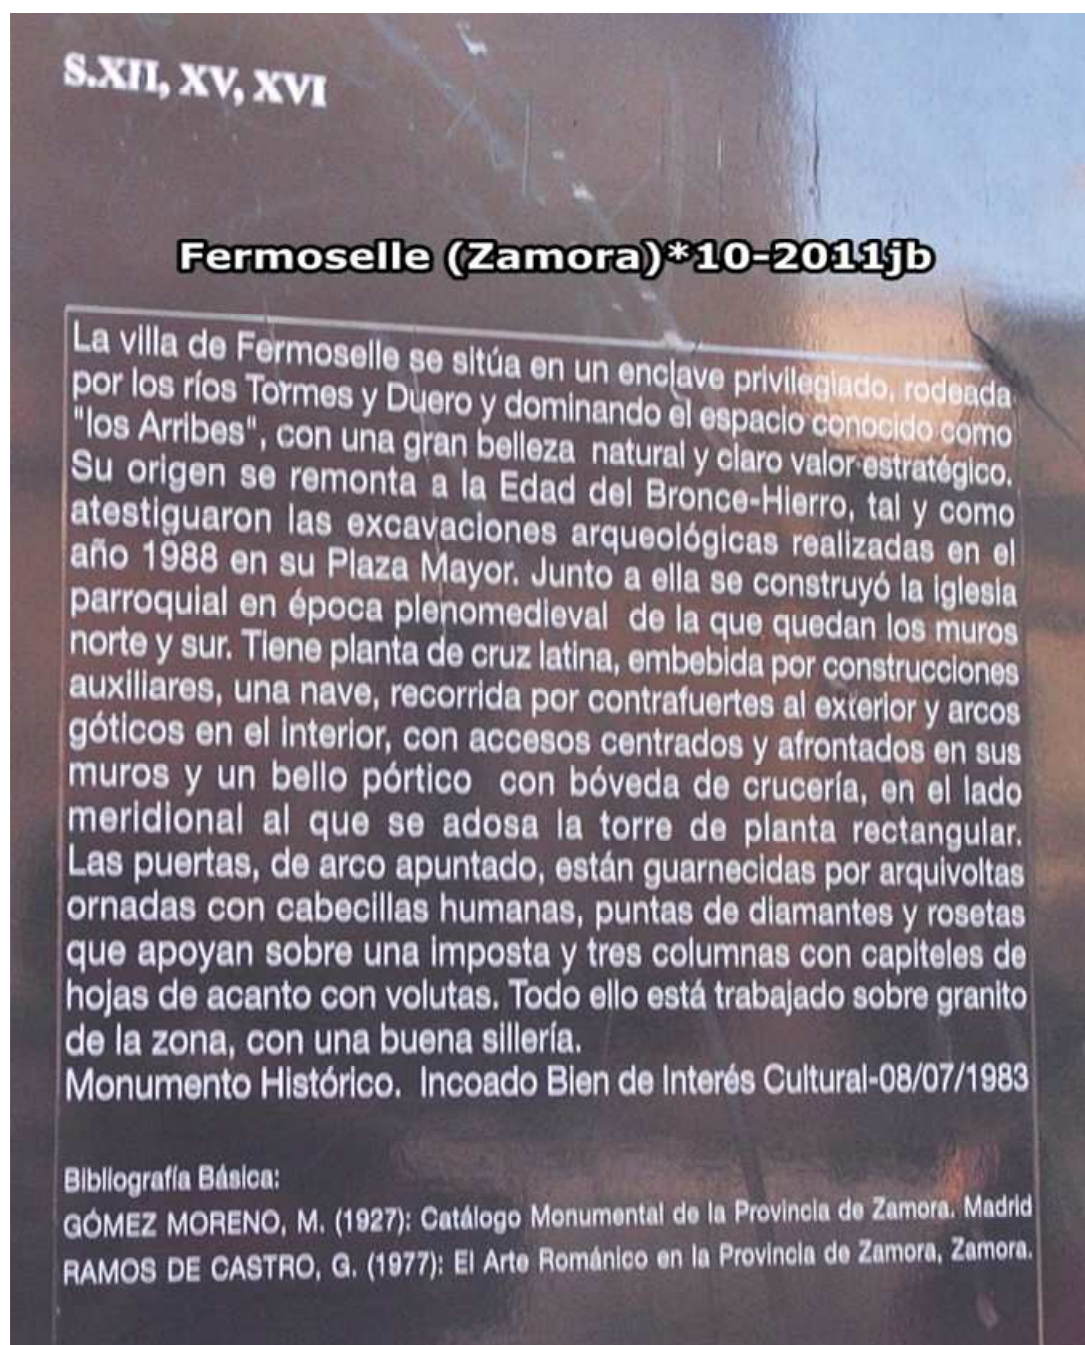 S.XII, XV, XVI
Fermoselle (Zamora)*10-2011jb
La villa de Fermoselle se sitúa en un enclave privilegiado, rodeada
por los ríos Tormes y Duero y dominando el espacio conocido como
"los Arribes", con una gran belleza natural y claro valor estratégico.
Su origen se remonta a la Edad del Bronce-Hierro, tal y como
atestiguaron las excavaciones arqueológicas realizadas en el
año 1988 en su Plaza Mayor. Junto a ella se construyó la iglesia
parroquial en época plenomedieval de la que quedan los muros
norte y sur. Tiene planta de cruz latina, embebida por construcciones
auxiliares, una nave, recorrida por contrafuertes al exterior y arcos
góticos en el interior, con accesos centrados y afrontados en sus
muros y un bello pórtico con bóveda de crucería, en el lado
meridional al que se adosa la torre de planta rectangular.
Las puertas, de arco apuntado, están guarnecidas por arquivoltas
ornadas con cabecillas humanas, puntas de diamantes y rosetas
que apoyan sobre una imposta y tres columnas con capiteles de
hojas de acanto con volutas. Todo ello está trabajado sobre granito
de la zona, con una buena sillería.
Monumento Histórico. Incoado Bien de Interés Cultural-08/07/1983
Bibliografía Básica:
GÓMEZ MORENO, M. (1927): Catálogo Monumental de la Provincia de Zamora. Madrid
RAMOS DE CASTRO, G. (1977): El Arte Románico en la Provincia de Zamora, Zamora.